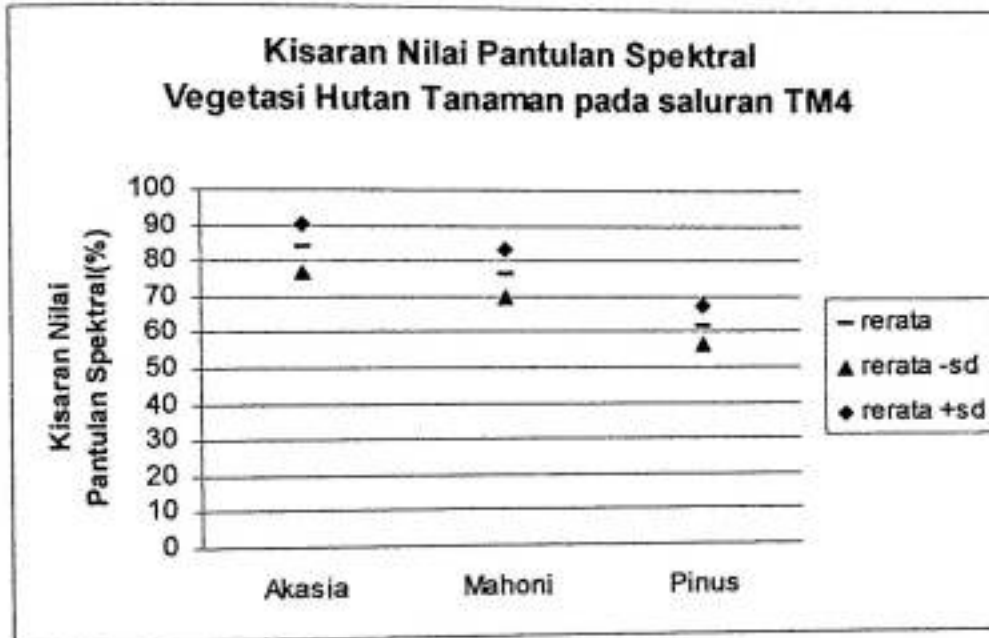 Kisaran Nilai Pantulan Spektral
Vegetasi Hutan Tanaman pada saluran TM4
Kisaran Nilai
Pantulan Spektral(%)
100
90
80
70
60
50
40
30
20
10
0
Akasia
Mahoni
Pinus
rerata
rerata -sd
rerata +sd